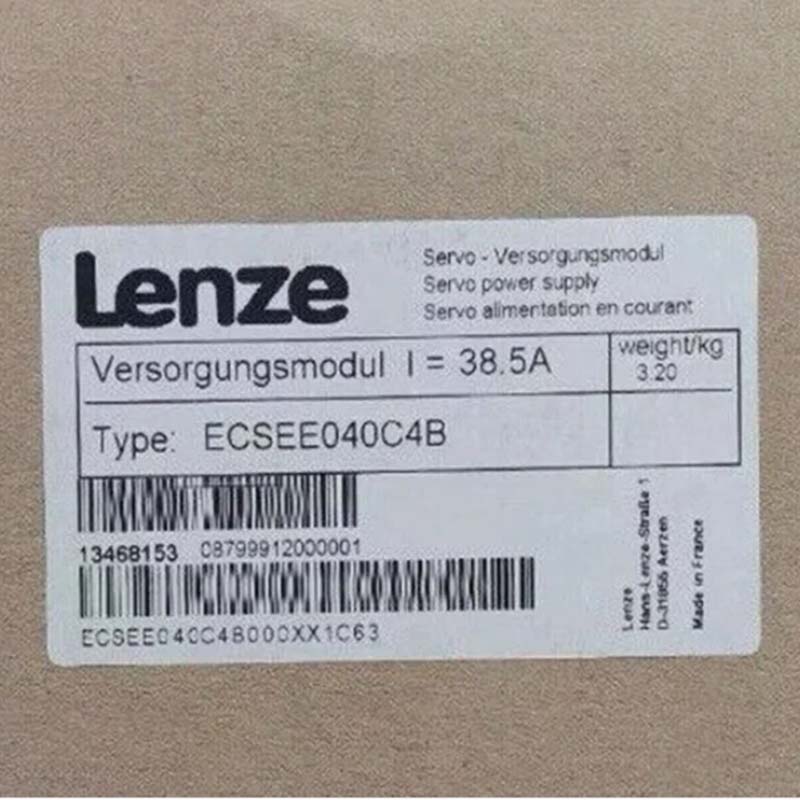 Lenze
Servo - Versorgungsmodul
Servo power supply
Servo alimentation en courant
Versorgungsmodul I = 38.5A
weight/kg
3.20
Type: ECSEE040C4B
13468153 08799912000001
ECSEE040C4B000XX1C63
Lenze
Hans-Lenze-Straße 1
D-31855 Aerzen
Made in France